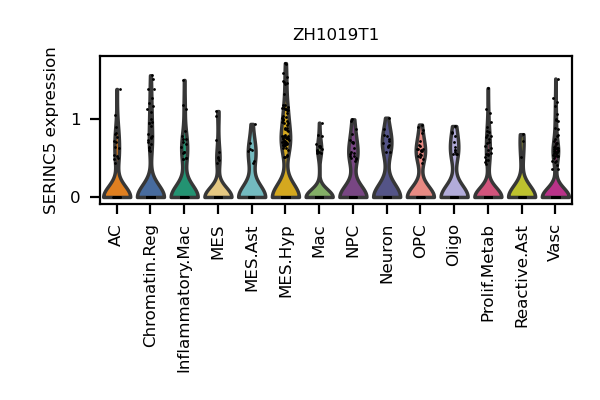 ZH1019T1
SERINC5 expression
1
0
AC
Chromatin.Reg
Inflammatory.Mac
MES
MES.Ast
MES.Hyp
Mac
NPC
Neuron
OPC
Oligo
Prolif.Metab
Reactive.Ast
Vasc